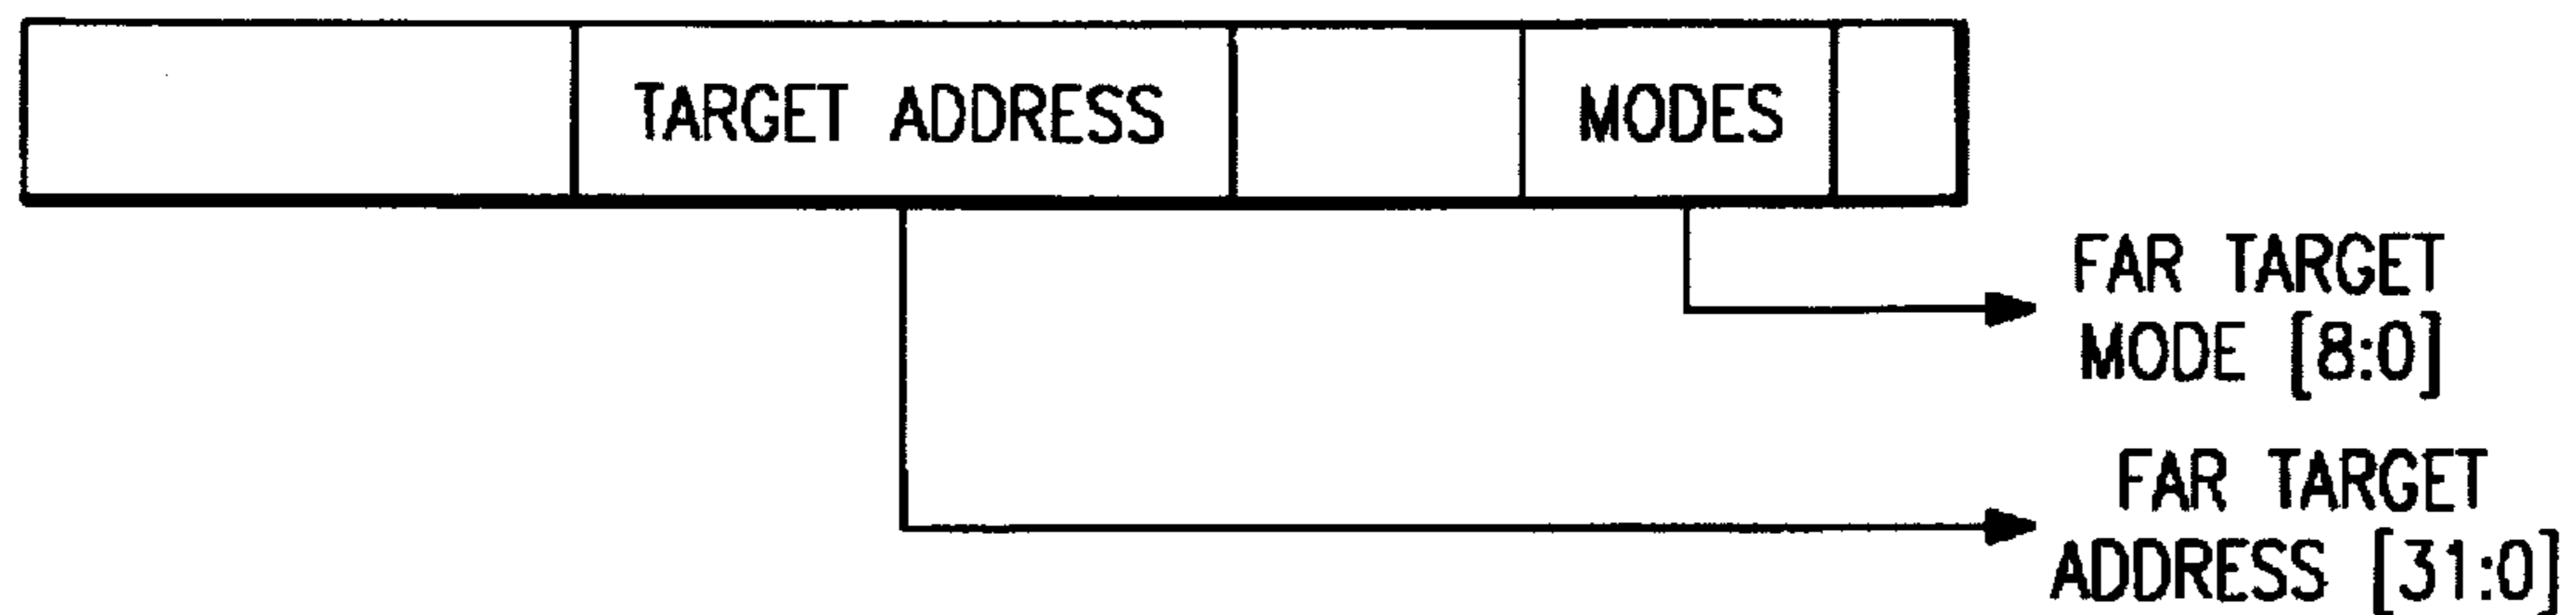 TARGET ADDRESS
MODES
FAR TARGET
MODE [8:0]
FAR TARGET
ADDRESS [31:0]